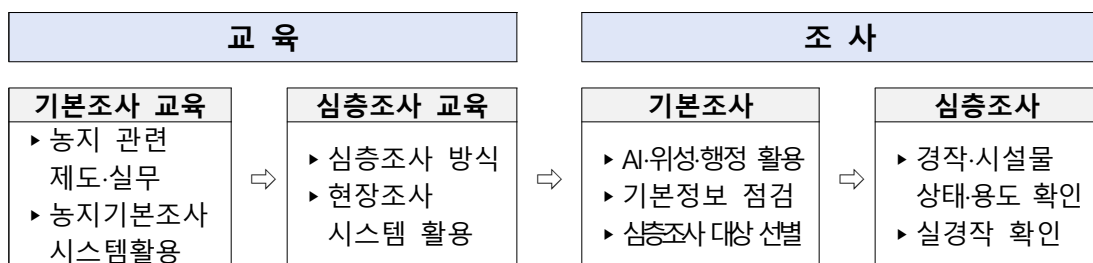 교 육
조 사
기본조사 교육
▸ 농지 관련
제도·실무
▸ 농지기본조사
시스템활용
⇨
심층조사 교육
▸ 심층조사 방식
▸ 현장조사
시스템 활용
⇨
기본조사
▸ AI·위성·행정 활용
▸ 기본정보 점검
▸ 심층조사 대상 선별
⇨
심층조사
▸ 경작·시설물
상태·용도 확인
▸ 실경작 확인